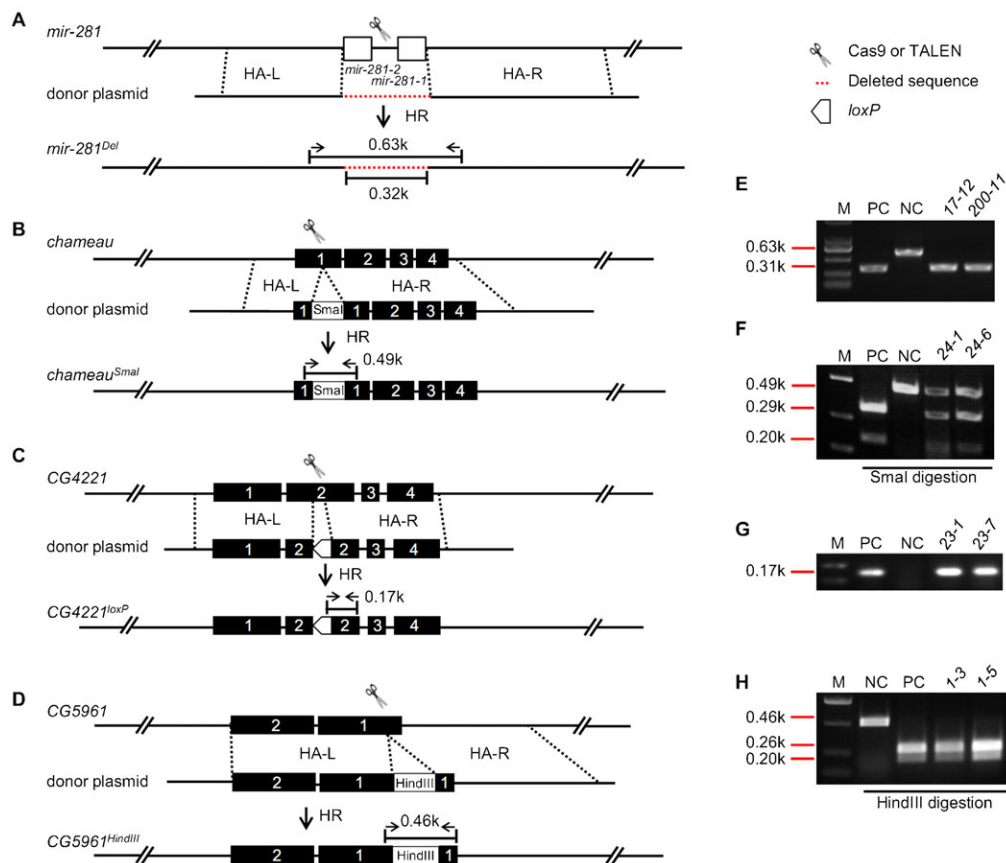 A
mir-281
HA-L
mir-281-2
mir-281-1
HA-R
donor plasmid
HR
0.63k
mir-281Del
0.32k
B
chameau
1 2 3 4
HA-L HA-R
donor plasmid
1 SmaI 1 2 3 4
HR
0.49k
chameauSmaI
1 SmaI 1 2 3 4
C
CG4221
1 2 3 4
HA-L HA-R
donor plasmid
1 2 2 3 4
HR
0.17k
CG4221loxP
1 2 2 3 4
D
CG5961
2 1
HA-L HA-R
donor plasmid
2 1 HindIII 1
HR
0.46k
CG5961HindIII
2 1 HindIII 1
Cas9 or TALEN
Deleted sequence
loxP
E
M PC NC 17-12 200-11
0.63k
0.31k
F
M PC NC 24-1 24-6
0.49k
0.29k
0.20k
SmaI digestion
G
M PC NC 23-1 23-7
0.17k
H
M NC PC 1-3 1-5
0.46k
0.26k
0.20k
HindIII digestion